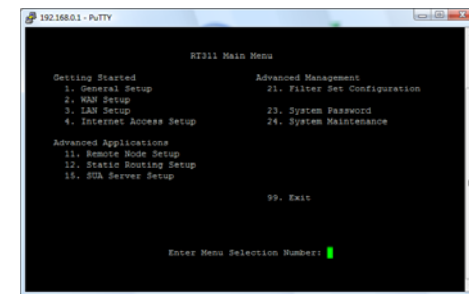 192.168.0.1 - PuTTY
RT311 Main Menu
Getting Started
1. General Setup
2. WAN Setup
3. LAN Setup
4. Internet Access Setup
Advanced Applications
11. Remote Node Setup
12. Static Routing Setup
15. SUA Server Setup
Advanced Management
21. Filter Set Configuration
23. System Password
24. System Maintenance
99. Exit
Enter Menu Selection Number: